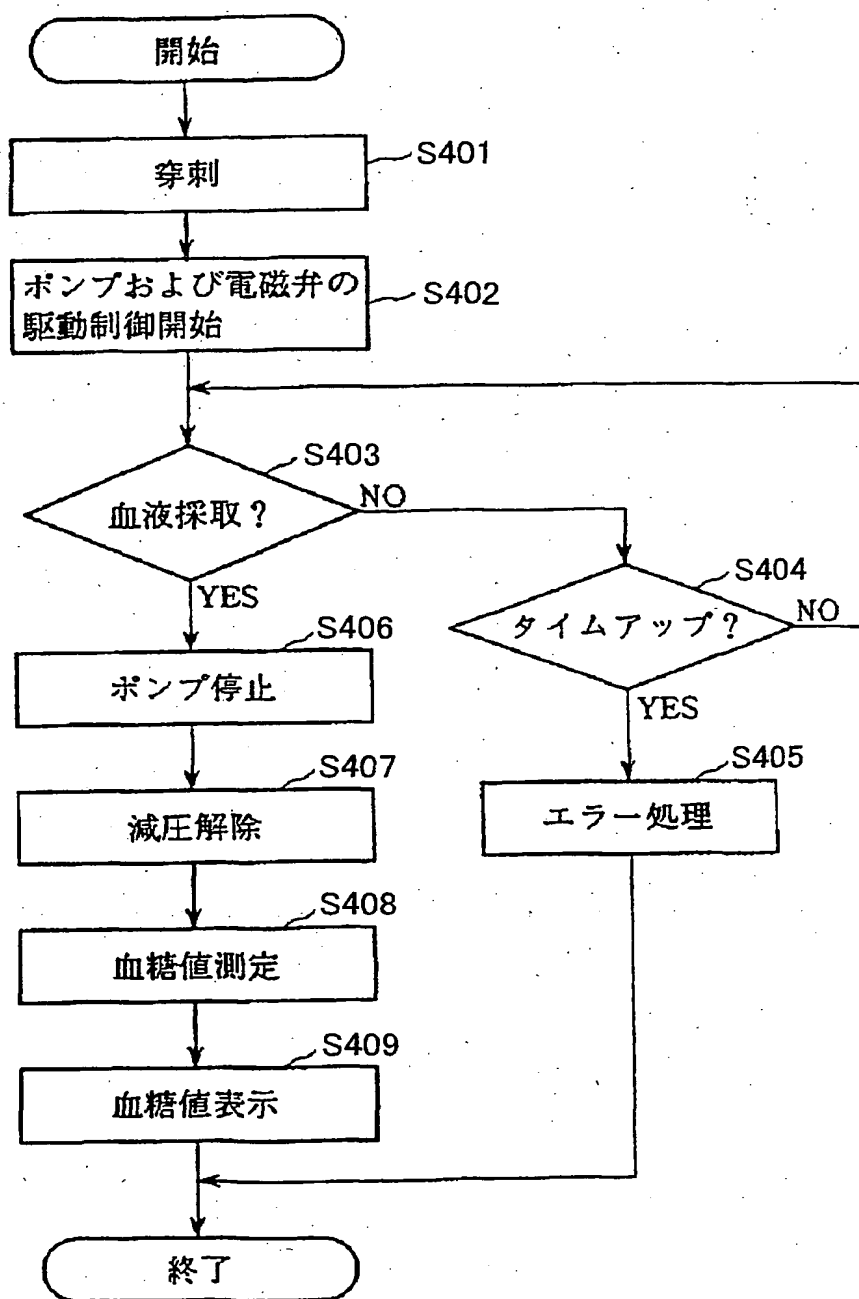 開始
穿刺
S401
ポンプおよび電磁弁の
駆動制御開始
S402
S403
血液採取?
NO
YES
S404
タイムアップ?
NO
YES
S406
ポンプ停止
S405
エラー処理
S407
減圧解除
S408
血糖値測定
S409
血糖値表示
終了